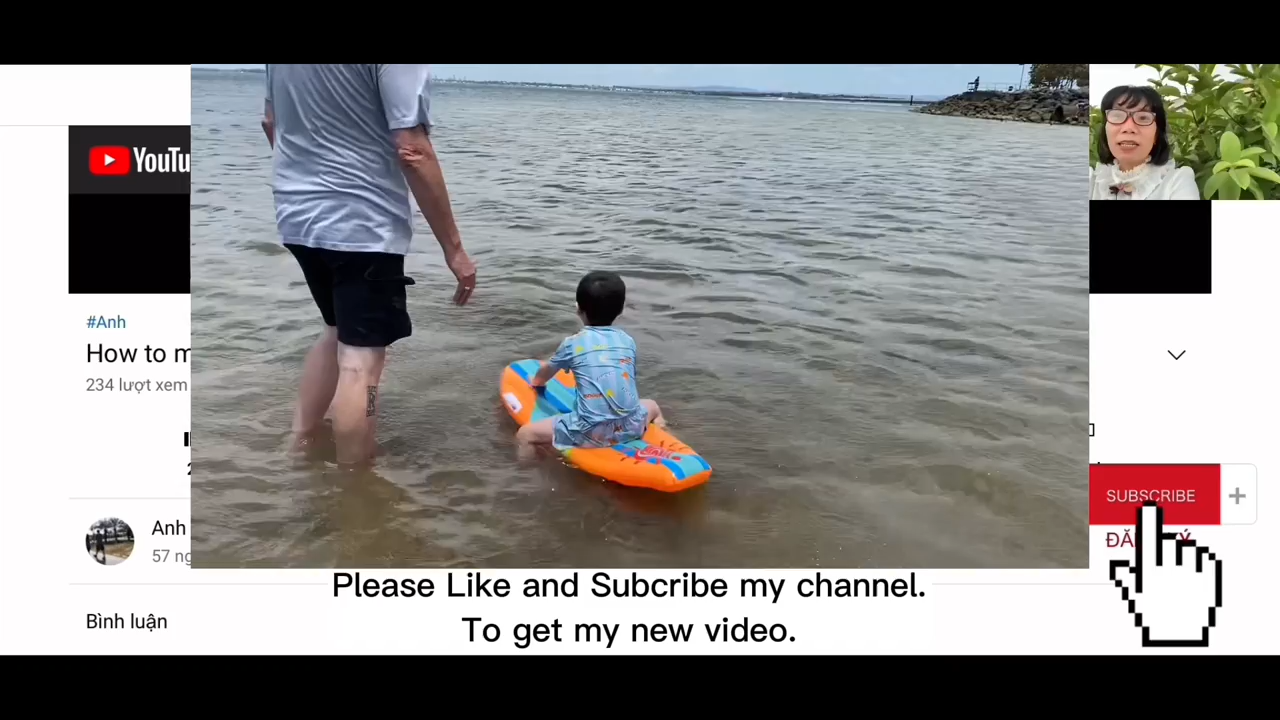 YouTu
#Anh
How to m
234 lượt xem
SUBSCRIBE
Anh
57 ng
Please Like and Subcribe my channel.
To get my new video.
Bình luận